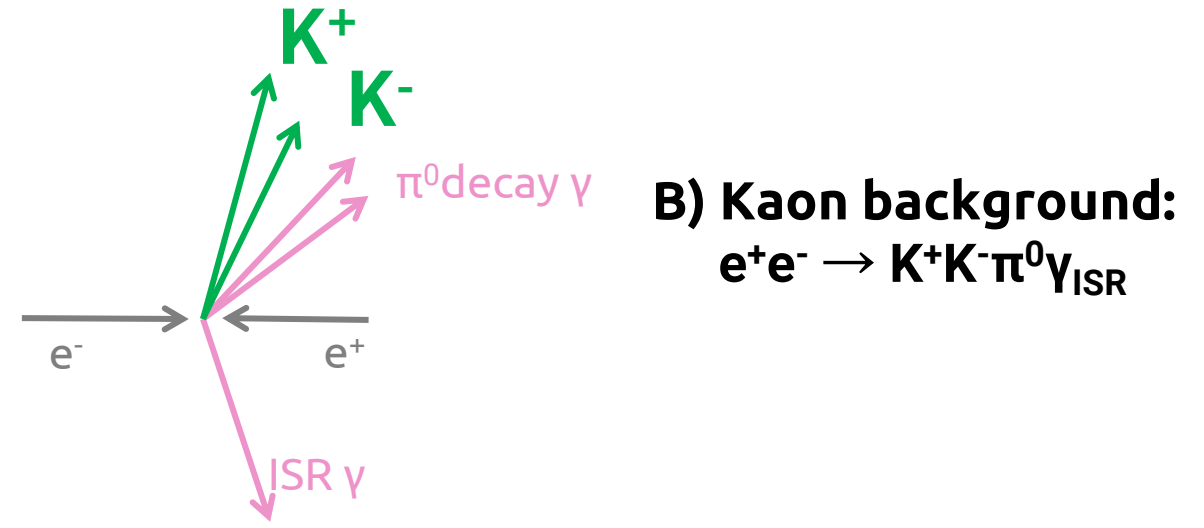 K⁺
K⁻
π⁰decay γ
B) Kaon background:
e⁺e⁻ → K⁺K⁻π⁰γ_ISR
e⁻
e⁺
ISR γ